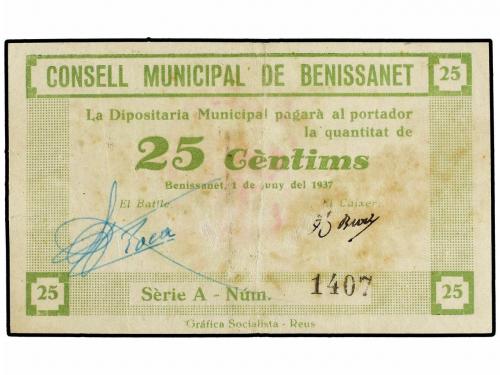 CONSELL MUNICIPAL DE BENISSANET 25
La Dipositaria Municipal pagarà al portador
la quantitat de
25 Cèntims
Benissanet, 1 de juny del 1937
El Batlle, El Caixer,
25 Sèrie A - Núm. 1407 25
Gráfica Socialista - Reus